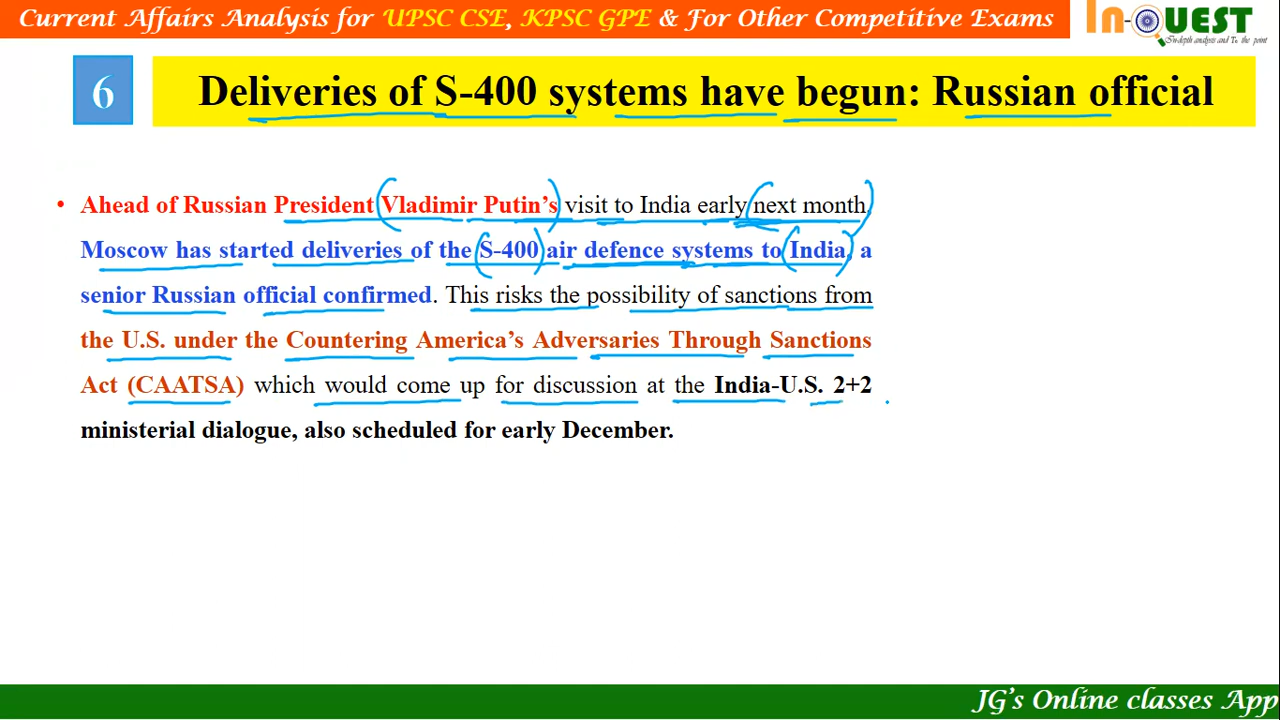 Current Affairs Analysis for UPSC CSE, KPSC GPE & For Other Competitive Exams
In-QUEST
In-depth analysis and To the point
6
Deliveries of S-400 systems have begun: Russian official
• Ahead of Russian President Vladimir Putin's visit to India early next month,
Moscow has started deliveries of the S-400 air defence systems to India, a
senior Russian official confirmed. This risks the possibility of sanctions from
the U.S. under the Countering America's Adversaries Through Sanctions
Act (CAATSA) which would come up for discussion at the India-U.S. 2+2
ministerial dialogue, also scheduled for early December.
JG's Online classes App